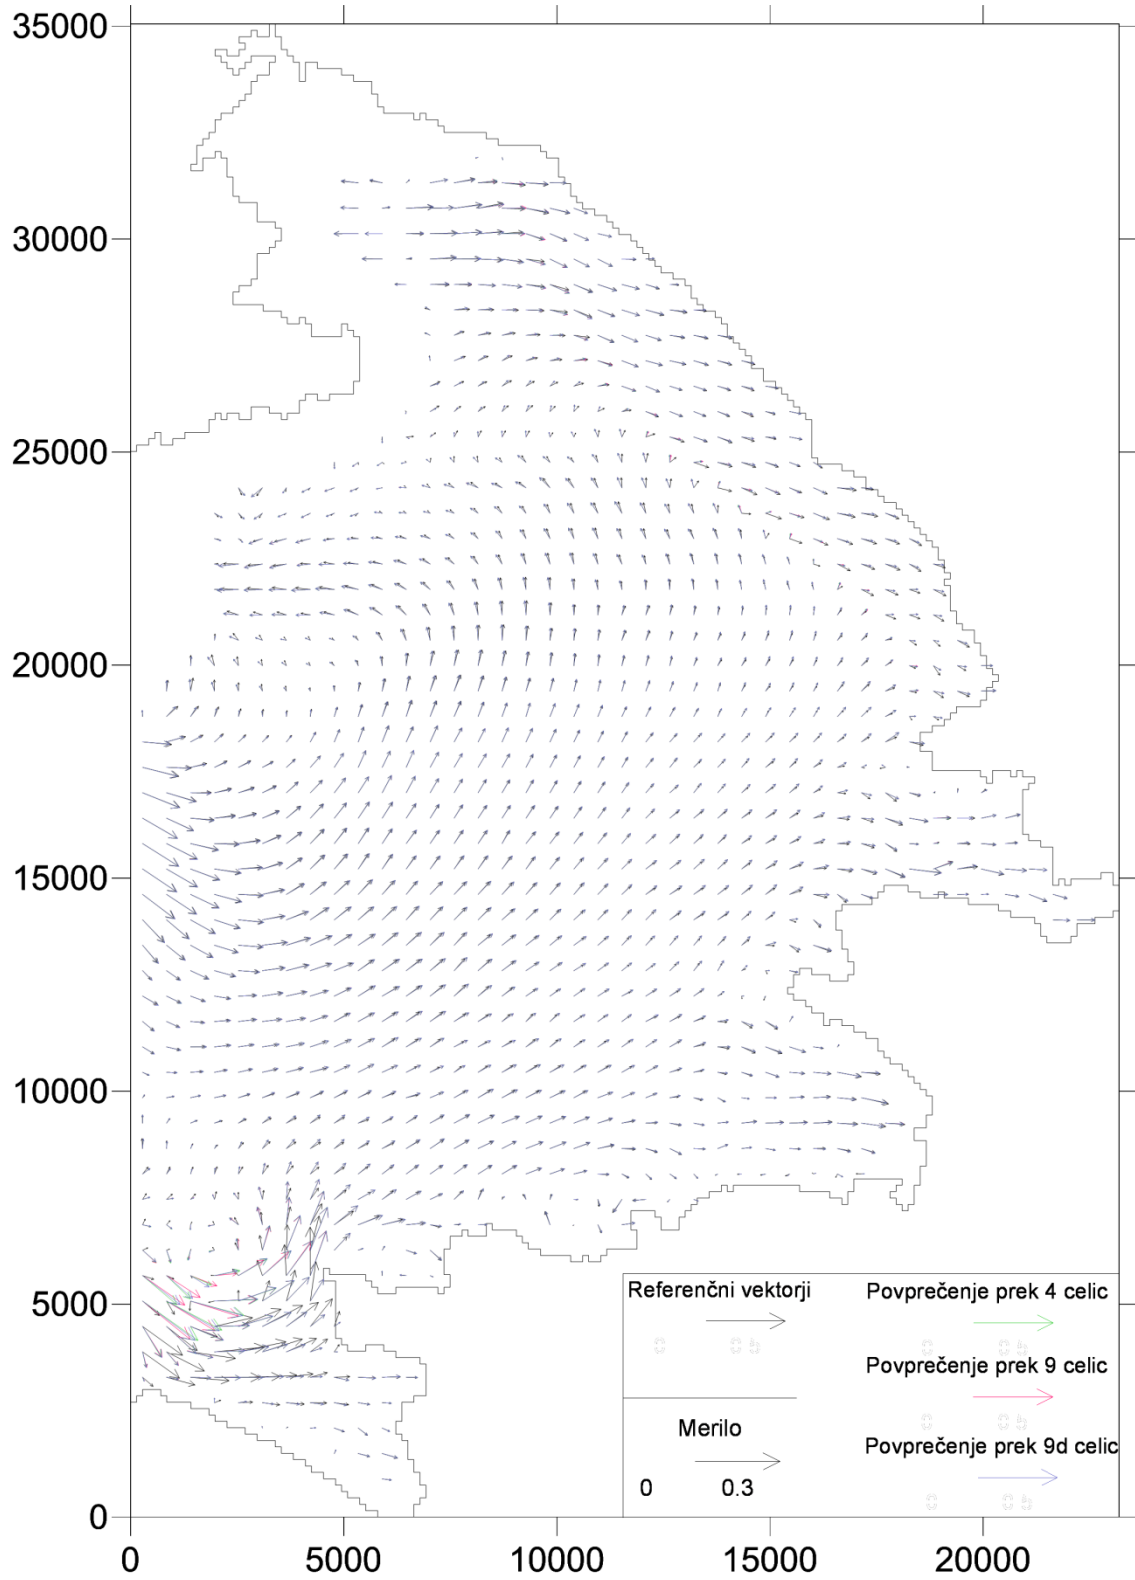 35000
30000
25000
20000
15000
10000
5000
0
0 5000 10000 15000 20000
Referenčni vektorji
Merilo
0 0.3
Povprečenje prek 4 celic
Povprečenje prek 9 celic
Povprečenje prek 9d celic